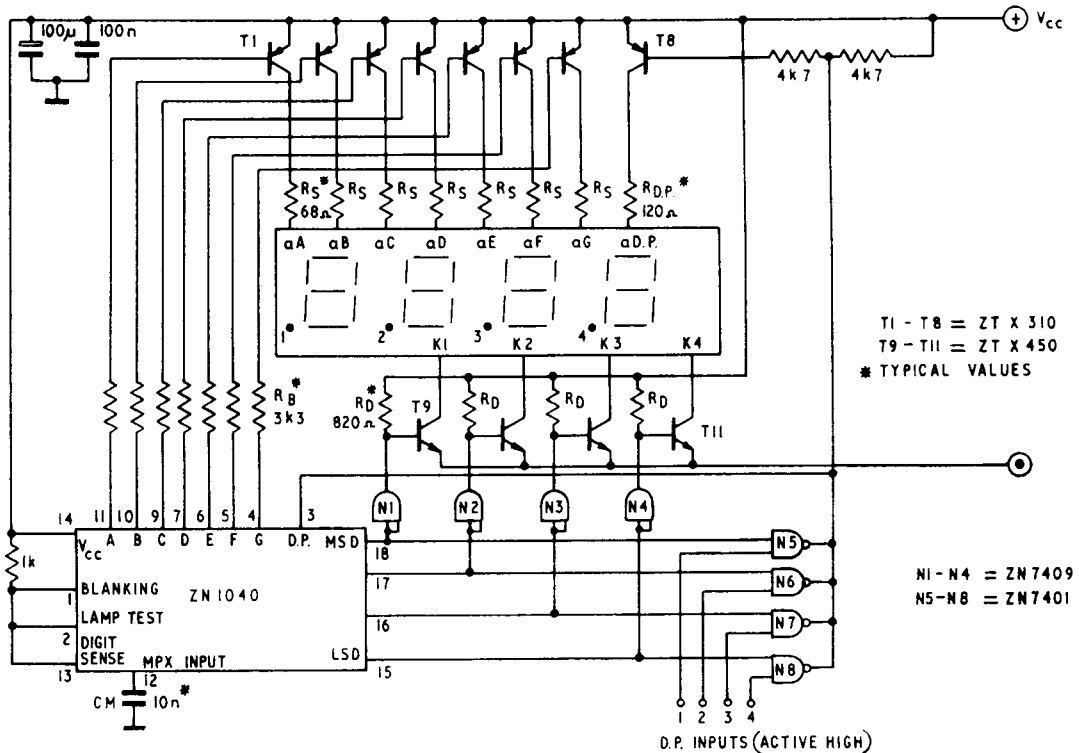 100µ 100n T1 T8 + Vcc
4k7 4k7
RS* RS RS RS RS RS RS RD.P.*
68Ω 120Ω
aA aB aC aD aE aF aG aD.P.
1 2 3 4
K1 K2 K3 K4
T1 - T8 = ZTX 310
T9 - T11 = ZTX 450
* TYPICAL VALUES
RB*
3k3
RD* T9 RD RD RD T11
820Ω
N1 N2 N3 N4
11 10 9 7 6 5 4 3
14 VCC A B C D E F G D.P. MSD 18
1k
BLANKING
1
ZN1040
17
LAMP TEST
2
16
DIGIT
SENSE
13
MPX INPUT
12
LSD
15
CM 10n*
N5
N6
N7
N8
N1-N4 = ZN7409
N5-N8 = ZN7401
1 2 3 4
D.P. INPUTS (ACTIVE HIGH)